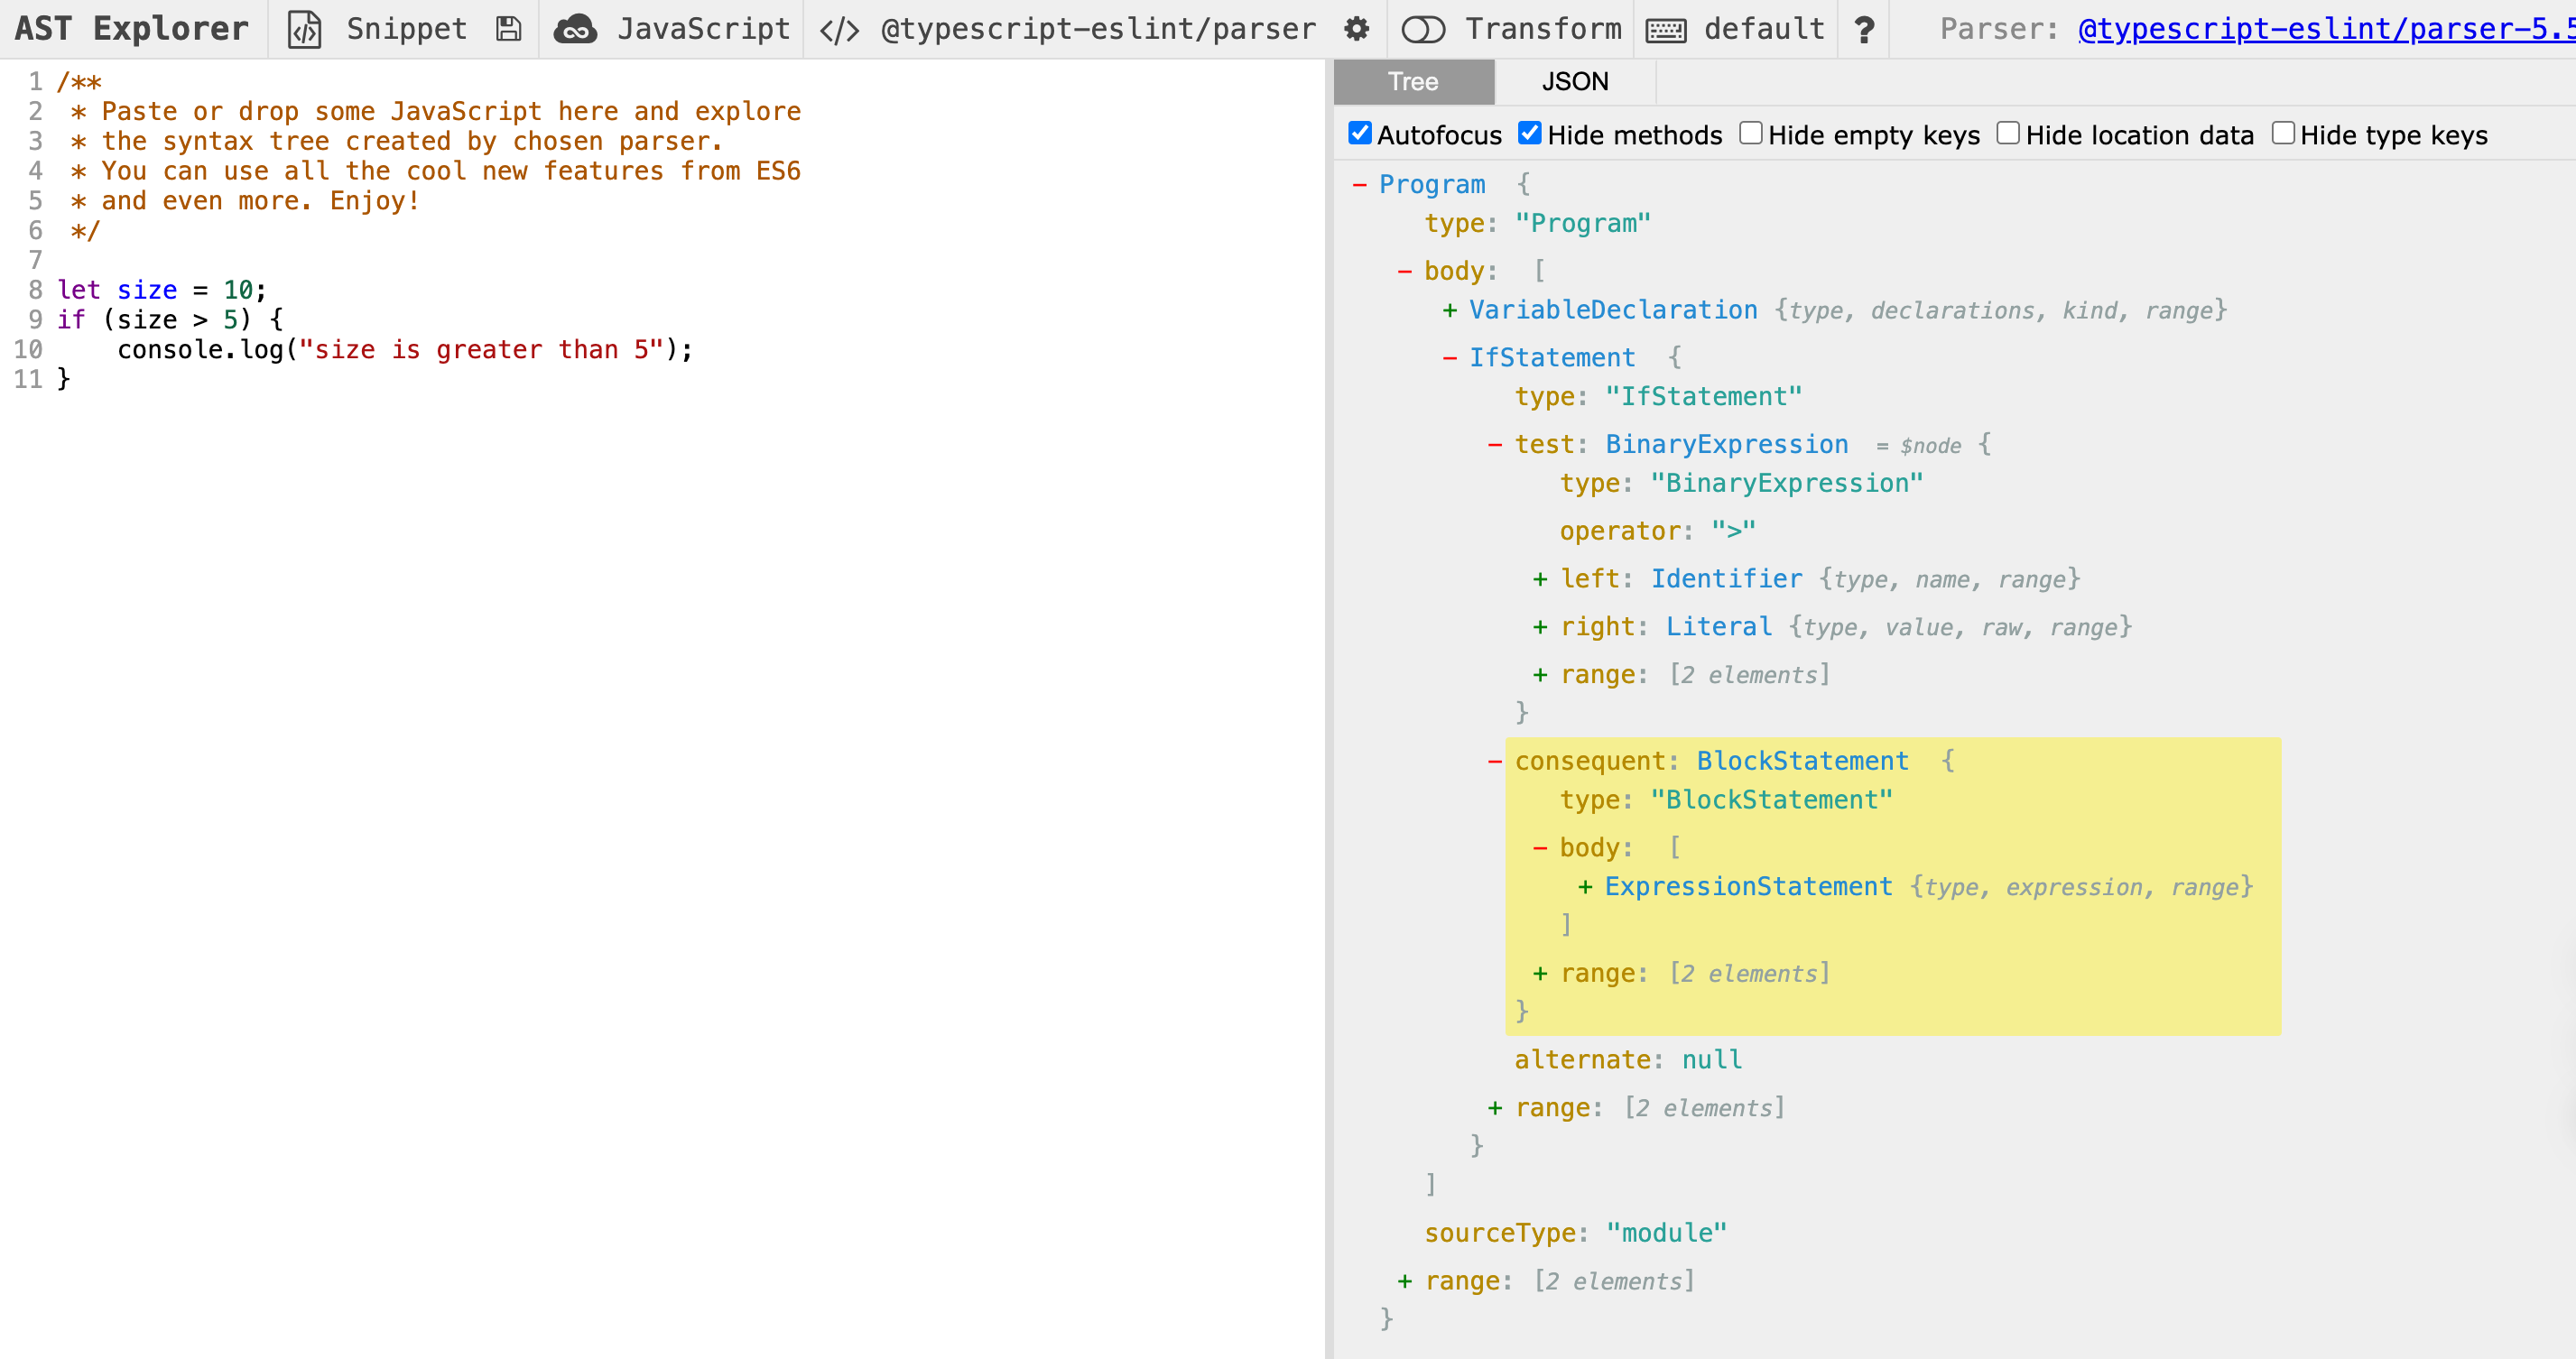 AST Explorer Snippet JavaScript </> @typescript-eslint/parser Transform default ? Parser: @typescript-eslint/parser-5.5
1 /**
2  * Paste or drop some JavaScript here and explore
3  * the syntax tree created by chosen parser.
4  * You can use all the cool new features from ES6
5  * and even more. Enjoy!
6  */
7
8 let size = 10;
9 if (size > 5) {
10     console.log("size is greater than 5");
11 }
Tree JSON
Autofocus Hide methods Hide empty keys Hide location data Hide type keys
- Program {
type: "Program"
- body: [
+ VariableDeclaration {type, declarations, kind, range}
- IfStatement {
type: "IfStatement"
- test: BinaryExpression = $node {
type: "BinaryExpression"
operator: ">"
+ left: Identifier {type, name, range}
+ right: Literal {type, value, raw, range}
+ range: [2 elements]
}
- consequent: BlockStatement {
type: "BlockStatement"
- body: [
+ ExpressionStatement {type, expression, range}
]
+ range: [2 elements]
}
alternate: null
+ range: [2 elements]
}
]
sourceType: "module"
+ range: [2 elements]
}